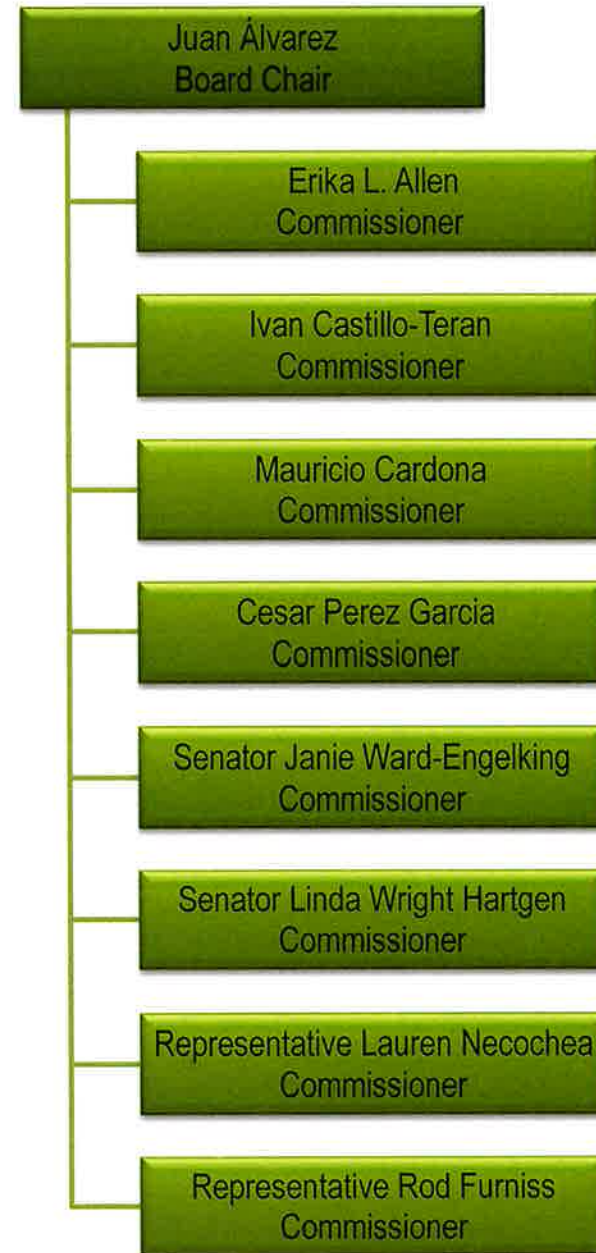 Juan Álvarez
Board Chair
Erika L. Allen
Commissioner
Ivan Castillo-Teran
Commissioner
Mauricio Cardona
Commissioner
Cesar Perez Garcia
Commissioner
Senator Janie Ward-Engelking
Commissioner
Senator Linda Wright Hartgen
Commissioner
Representative Lauren Necochea
Commissioner
Representative Rod Furniss
Commissioner